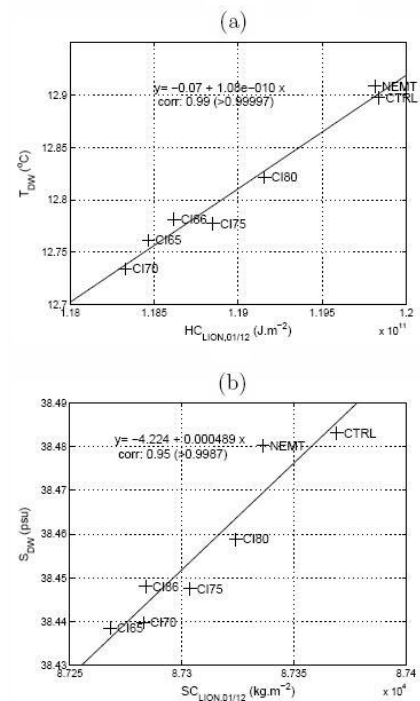 (a)
y= −0.07 + 1.08e−010 x
corr: 0.99 (>0.99997)
NEMT
CTRL
CI80
CI86
CI75
CI65
CI70
12.9
12.85
12.8
12.75
12.7
T_DW (°C)
1.18
1.185
1.19
1.195
1.2
HC_LION,01/12 (J.m−2)
x 10^11
(b)
y= −4.224 + 0.000489 x
corr: 0.95 (>0.9987)
CTRL
NEMT
CI80
CI86
CI75
CI70
CI65
38.49
38.48
38.47
38.46
38.45
38.44
38.43
S_DW (psu)
8.725
8.73
8.735
8.74
SC_LION,01/12 (kg.m−2)
x 10^4